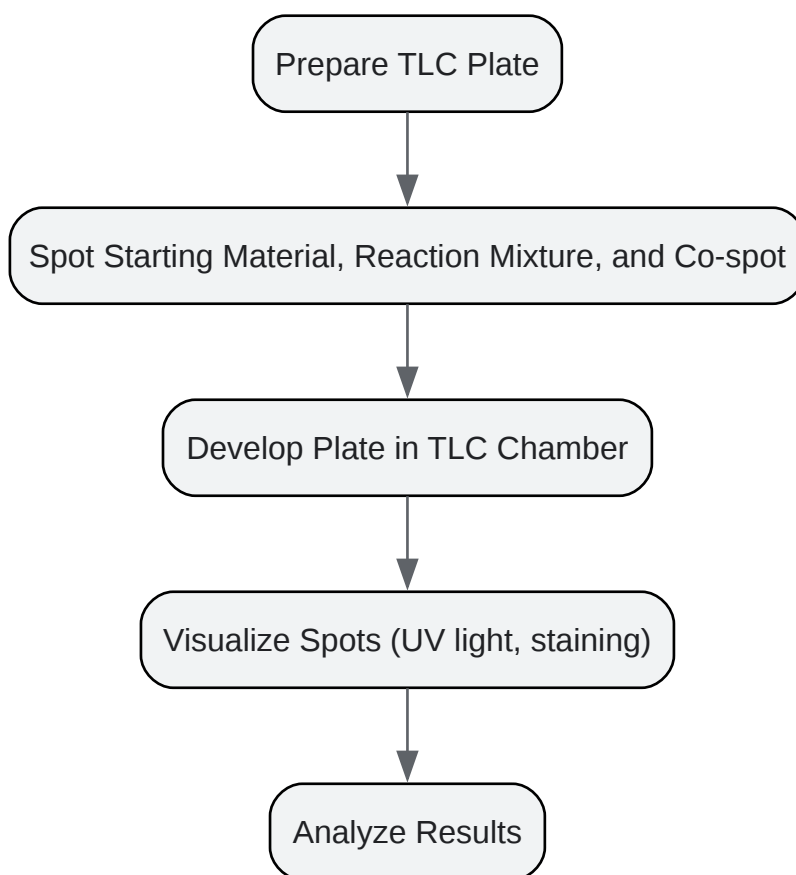 Prepare TLC Plate
Spot Starting Material, Reaction Mixture, and Co-spot
Develop Plate in TLC Chamber
Visualize Spots (UV light, staining)
Analyze Results